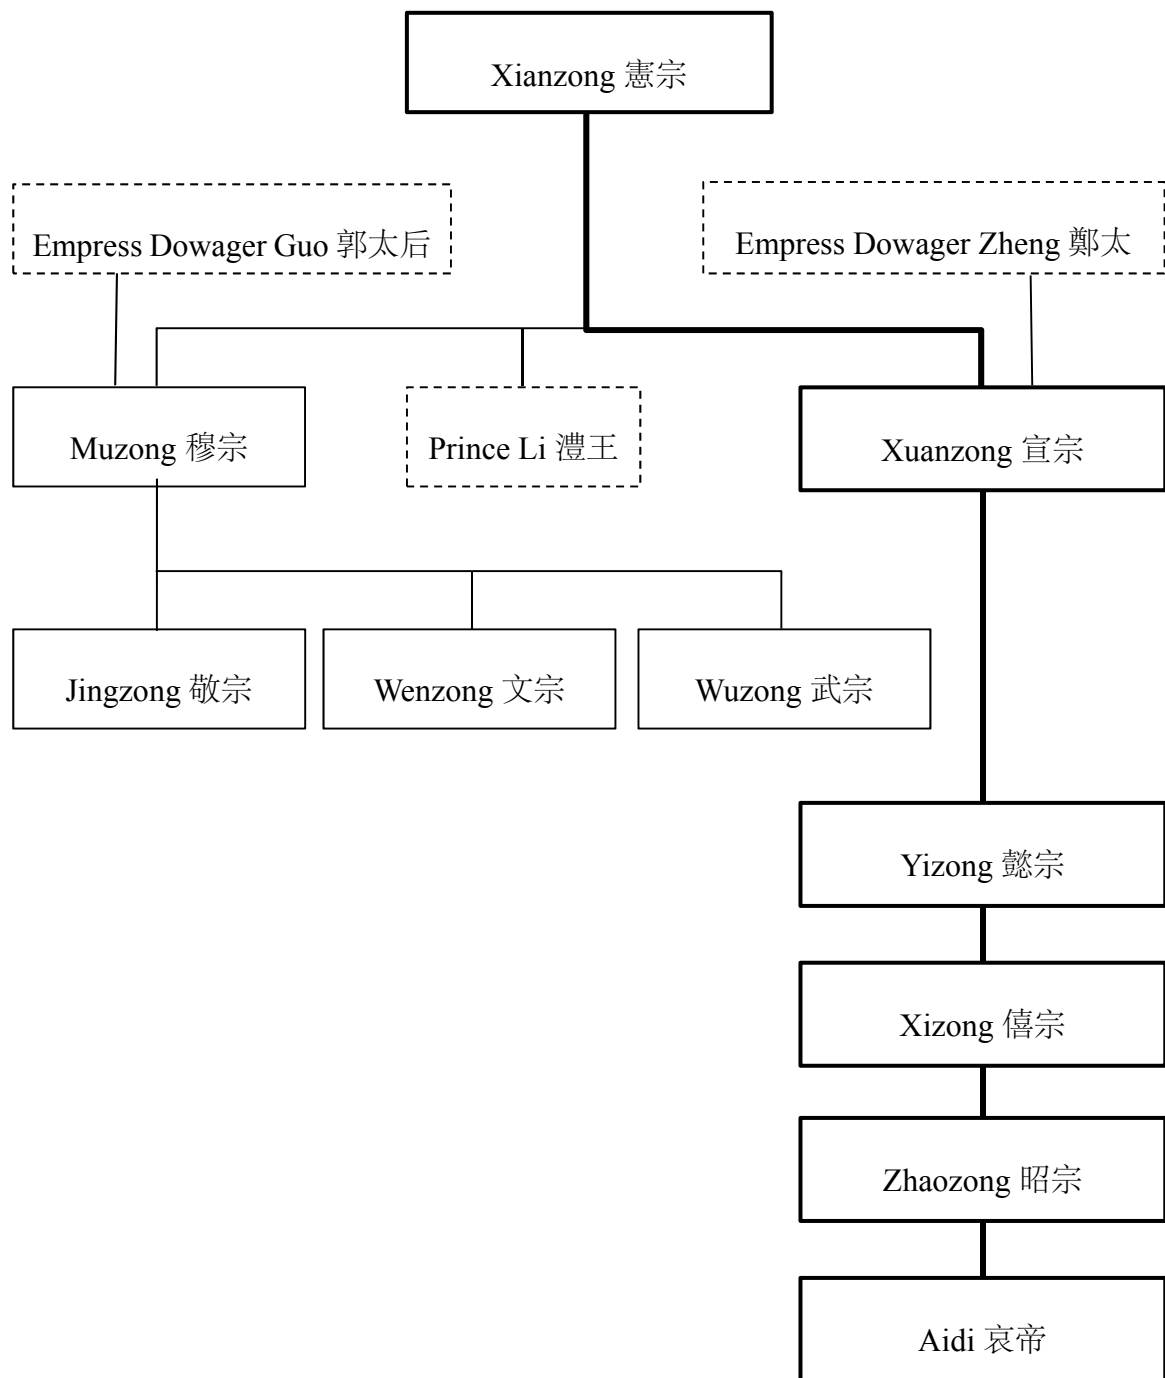 Xianzong 憲宗
Empress Dowager Guo 郭太后
Empress Dowager Zheng 鄭太
Muzong 穆宗
Prince Li 澧王
Xuanzong 宣宗
Jingzong 敬宗
Wenzong 文宗
Wuzong 武宗
Yizong 懿宗
Xizong 僖宗
Zhaozong 昭宗
Aidi 哀帝